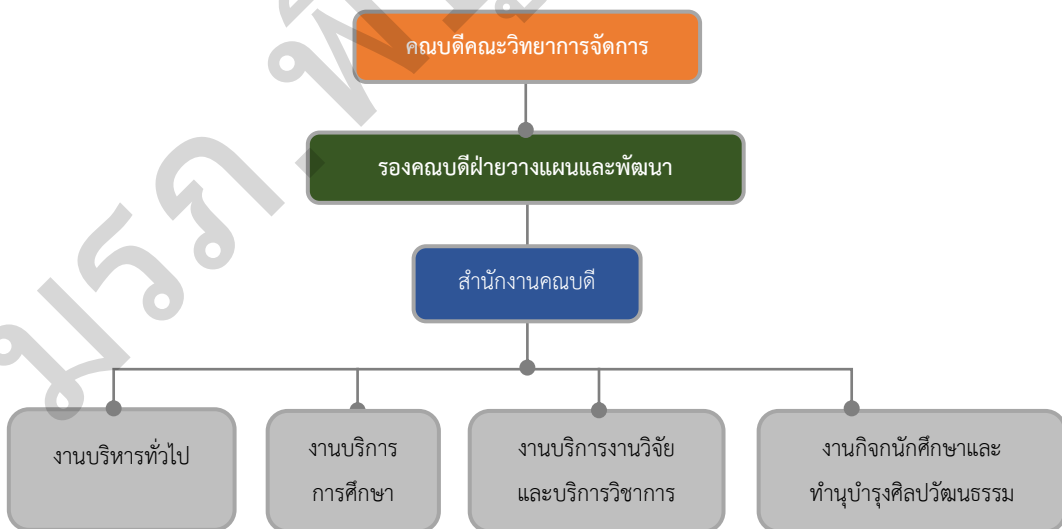 คณบดีคณะวิทยาการจัดการ
รองคณบดีฝ่ายวางแผนและพัฒนา
สำนักงานคณบดี
งานบริหารทั่วไป
งานบริการ
การศึกษา
งานบริการงานวิจัย
และบริการวิชาการ
งานกิจกนักศึกษาและ
ทำนุบำรุงศิลปวัฒนธรรม
มรภ.